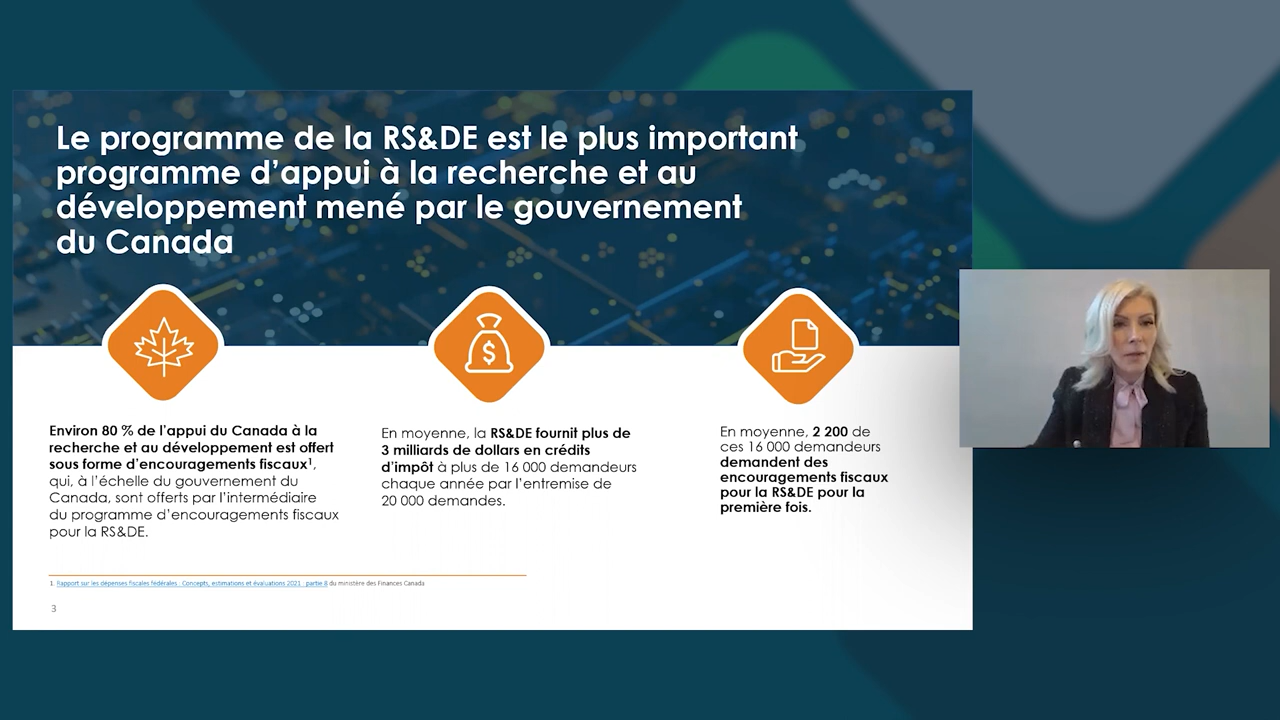 Le programme de la RS&DE est le plus important
programme d'appui à la recherche et au
développement mené par le gouvernement
du Canada
$
Environ 80 % de l'appui du Canada à la
recherche et au développement est offert
sous forme d'encouragements fiscaux¹,
qui, à l'échelle du gouvernement du
Canada, sont offerts par l'intermédiaire
du programme d'encouragements fiscaux
pour la RS&DE.
En moyenne, la RS&DE fournit plus de
3 milliards de dollars en crédits
d'impôt à plus de 16 000 demandeurs
chaque année par l'entremise de
20 000 demandes.
En moyenne, 2 200 de
ces 16 000 demandeurs
demandent des
encouragements fiscaux
pour la RS&DE pour la
première fois.
1. Rapport sur les dépenses fiscales fédérales - Concepts, estimations et évaluations 2021 : partie 8 du ministère des Finances Canada
3